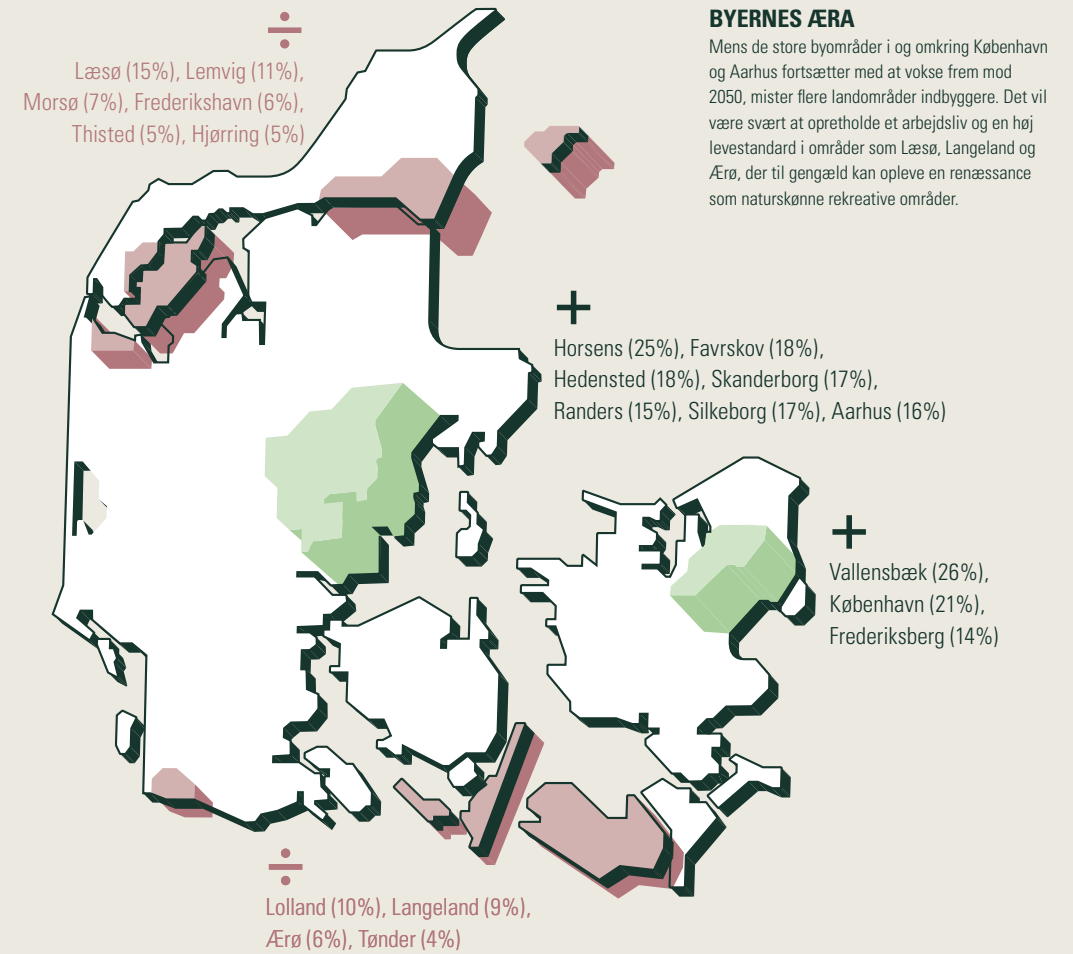 BYERNES ÆRA
Mens de store byområder i og omkring København
og Aarhus fortsætter med at vokse frem mod
2050, mister flere landområder indbyggere. Det vil
være svært at opretholde et arbejdsliv og en høj
levestandard i områder som Læsø, Langeland og
Ærø, der til gengæld kan opleve en renæssance
som naturskønne rekreative områder.
÷
Læsø (15%), Lemvig (11%),
Morsø (7%), Frederikshavn (6%),
Thisted (5%), Hjørring (5%)
+
Horsens (25%), Favrskov (18%),
Hedensted (18%), Skanderborg (17%),
Randers (15%), Silkeborg (17%), Aarhus (16%)
+
Vallensbæk (26%),
København (21%),
Frederiksberg (14%)
÷
Lolland (10%), Langeland (9%),
Ærø (6%), Tønder (4%)